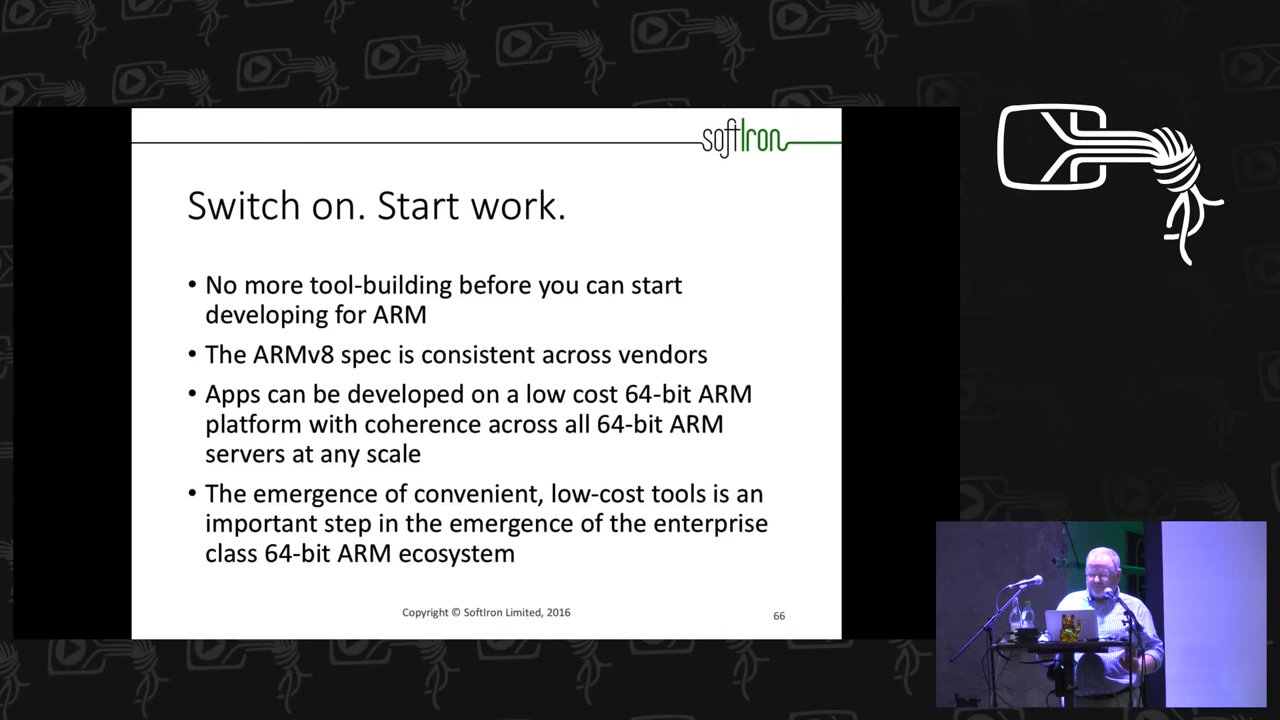 softIron
Switch on. Start work.
• No more tool-building before you can start
developing for ARM
• The ARMv8 spec is consistent across vendors
• Apps can be developed on a low cost 64-bit ARM
platform with coherence across all 64-bit ARM
servers at any scale
• The emergence of convenient, low-cost tools is an
important step in the emergence of the enterprise
class 64-bit ARM ecosystem
Copyright © SoftIron Limited, 2016
66